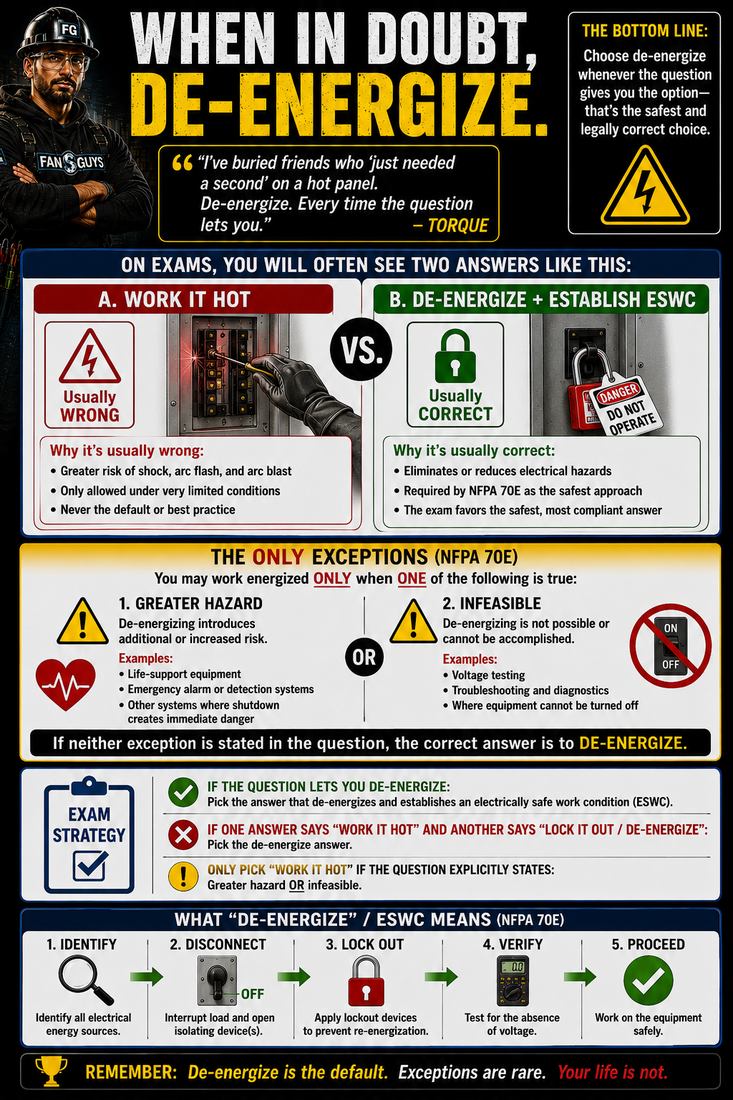 FG
FAN GUYS
WHEN IN DOUBT,
DE-ENERGIZE.
“ “I’ve buried friends who ‘just needed
a second’ on a hot panel.
De-energize. Every time the question
lets you.”
– TORQUE
THE BOTTOM LINE:
Choose de-energize
whenever the question
gives you the option—
that’s the safest and
legally correct choice.
ON EXAMS, YOU WILL OFTEN SEE TWO ANSWERS LIKE THIS:
A. WORK IT HOT
Usually
WRONG
Why it’s usually wrong:
• Greater risk of shock, arc flash, and arc blast
• Only allowed under very limited conditions
• Never the default or best practice
VS.
B. DE-ENERGIZE + ESTABLISH ESWC
Usually
CORRECT
DANGER
DO NOT
OPERATE
Why it’s usually correct:
• Eliminates or reduces electrical hazards
• Required by NFPA 70E as the safest approach
• The exam favors the safest, most compliant answer
THE ONLY EXCEPTIONS (NFPA 70E)
You may work energized ONLY when ONE of the following is true:
1. GREATER HAZARD
De-energizing introduces
additional or increased risk.
Examples:
• Life-support equipment
• Emergency alarm or detection systems
• Other systems where shutdown
creates immediate danger
OR
2. INFEASIBLE
De-energizing is not possible or
cannot be accomplished.
Examples:
• Voltage testing
• Troubleshooting and diagnostics
• Where equipment cannot be turned off
ON
OFF
If neither exception is stated in the question, the correct answer is to DE-ENERGIZE.
EXAM
STRATEGY
IF THE QUESTION LETS YOU DE-ENERGIZE:
Pick the answer that de-energizes and establishes an electrically safe work condition (ESWC).
IF ONE ANSWER SAYS “WORK IT HOT” AND ANOTHER SAYS “LOCK IT OUT / DE-ENERGIZE”:
Pick the de-energize answer.
ONLY PICK “WORK IT HOT” IF THE QUESTION EXPLICITLY STATES:
Greater hazard OR infeasible.
WHAT “DE-ENERGIZE” / ESWC MEANS (NFPA 70E)
1. IDENTIFY
Identify all electrical
energy sources.
2. DISCONNECT
OFF
Interrupt load and open
isolating device(s).
3. LOCK OUT
Apply lockout devices
to prevent re-energization.
4. VERIFY
Test for the absence
of voltage.
5. PROCEED
Work on the equipment
safely.
REMEMBER: De-energize is the default. Exceptions are rare. Your life is not.